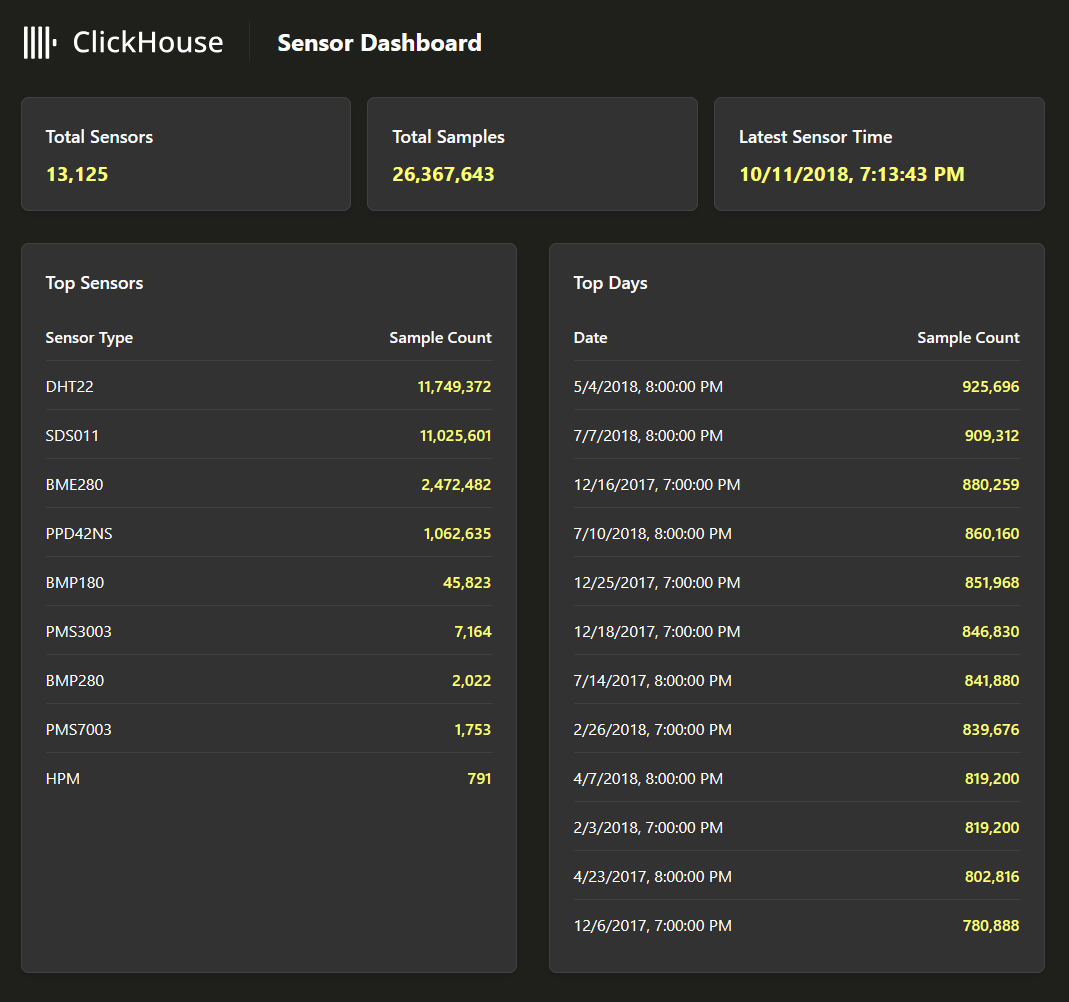 ClickHouse Sensor Dashboard
Total Sensors
13,125
Total Samples
26,367,643
Latest Sensor Time
10/11/2018, 7:13:43 PM
Top Sensors
Sensor Type Sample Count
DHT22 11,749,372
SDS011 11,025,601
BME280 2,472,482
PPD42NS 1,062,635
BMP180 45,823
PMS3003 7,164
BMP280 2,022
PMS7003 1,753
HPM 791
Top Days
Date Sample Count
5/4/2018, 8:00:00 PM 925,696
7/7/2018, 8:00:00 PM 909,312
12/16/2017, 7:00:00 PM 880,259
7/10/2018, 8:00:00 PM 860,160
12/25/2017, 7:00:00 PM 851,968
12/18/2017, 7:00:00 PM 846,830
7/14/2017, 8:00:00 PM 841,880
2/26/2018, 7:00:00 PM 839,676
4/7/2018, 8:00:00 PM 819,200
2/3/2018, 7:00:00 PM 819,200
4/23/2017, 8:00:00 PM 802,816
12/6/2017, 7:00:00 PM 780,888